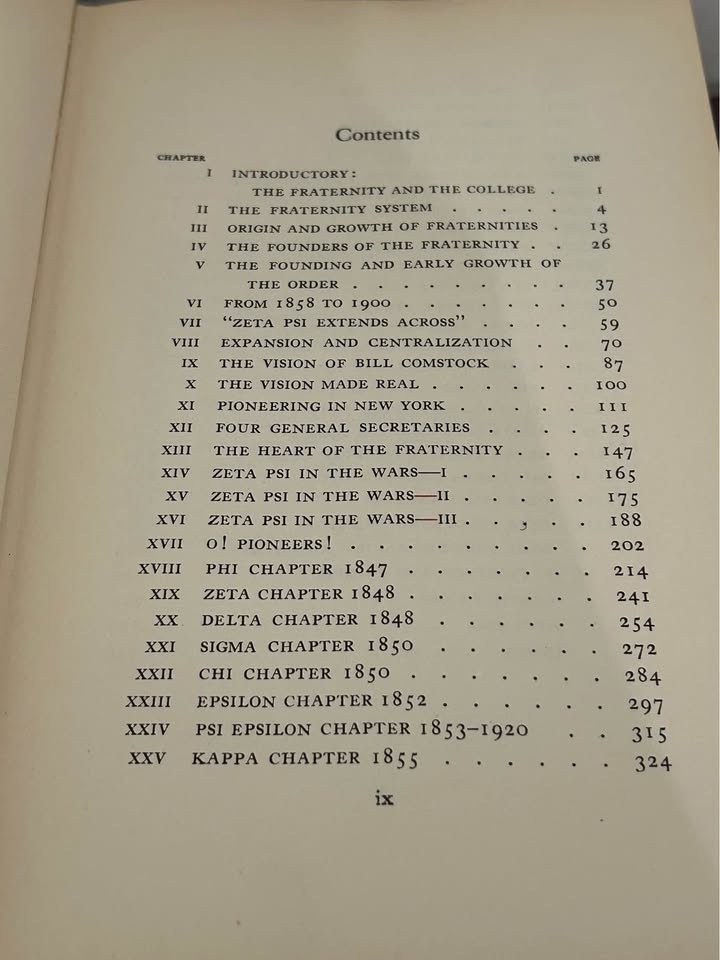 Contents
CHAPTER PAGE
I INTRODUCTORY:
THE FRATERNITY AND THE COLLEGE . 1
II THE FRATERNITY SYSTEM . . . . . 4
III ORIGIN AND GROWTH OF FRATERNITIES . 13
IV THE FOUNDERS OF THE FRATERNITY . . 26
V THE FOUNDING AND EARLY GROWTH OF
THE ORDER . . . . . . . . . 37
VI FROM 1858 TO 1900 . . . . . . . 50
VII "ZETA PSI EXTENDS ACROSS" . . . . 59
VIII EXPANSION AND CENTRALIZATION . . 70
IX THE VISION OF BILL COMSTOCK . . . 87
X THE VISION MADE REAL . . . . . . 100
XI PIONEERING IN NEW YORK . . . . . 111
XII FOUR GENERAL SECRETARIES . . . . 125
XIII THE HEART OF THE FRATERNITY . . . 147
XIV ZETA PSI IN THE WARS—I . . . . . 165
XV ZETA PSI IN THE WARS—II . . . . 175
XVI ZETA PSI IN THE WARS—III . . . . 188
XVII O! PIONEERS! . . . . . . . . . 202
XVIII PHI CHAPTER 1847 . . . . . . . 214
XIX ZETA CHAPTER 1848 . . . . . . . 241
XX DELTA CHAPTER 1848 . . . . . . 254
XXI SIGMA CHAPTER 1850 . . . . . . 272
XXII CHI CHAPTER 1850 . . . . . . . 284
XXIII EPSILON CHAPTER 1852 . . . . . . 297
XXIV PSI EPSILON CHAPTER 1853–1920 . . 315
XXV KAPPA CHAPTER 1855 . . . . . . 324
ix